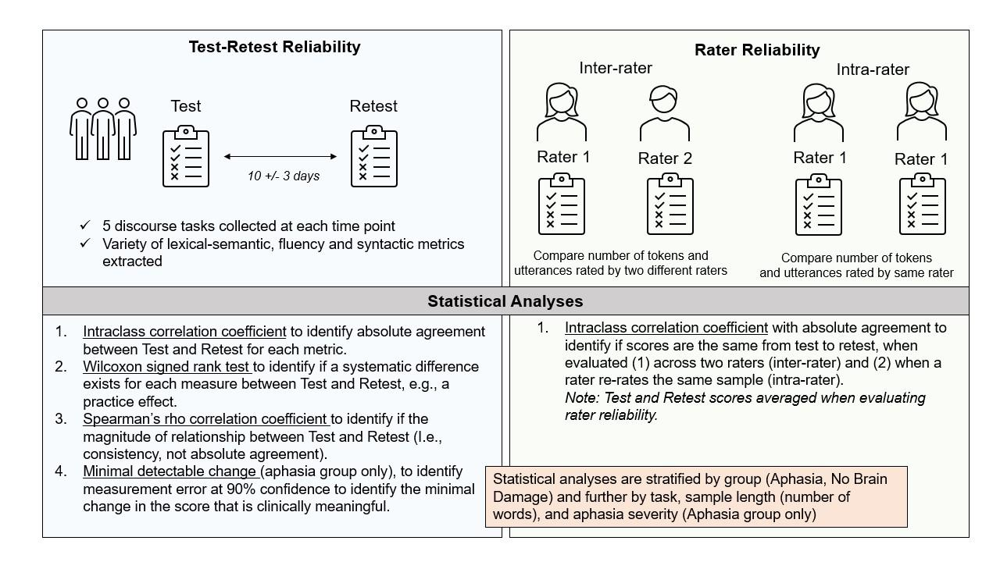 Test-Retest Reliability
Test
Retest
10 +/- 3 days
✓ 5 discourse tasks collected at each time point
✓ Variety of lexical-semantic, fluency and syntactic metrics
extracted
Rater Reliability
Inter-rater
Intra-rater
Rater 1
Rater 2
Rater 1
Rater 1
Compare number of tokens and
utterances rated by two different raters
Compare number of tokens
and utterances rated by same rater
Statistical Analyses
1. Intraclass correlation coefficient to identify absolute agreement
between Test and Retest for each metric.
2. Wilcoxon signed rank test to identify if a systematic difference
exists for each measure between Test and Retest, e.g., a
practice effect.
3. Spearman's rho correlation coefficient to identify if the
magnitude of relationship between Test and Retest (I.e.,
consistency, not absolute agreement).
4. Minimal detectable change (aphasia group only), to identify
measurement error at 90% confidence to identify the minimal
change in the score that is clinically meaningful.
1. Intraclass correlation coefficient with absolute agreement to
identify if scores are the same from test to retest, when
evaluated (1) across two raters (inter-rater) and (2) when a
rater re-rates the same sample (intra-rater).
Note: Test and Retest scores averaged when evaluating
rater reliability.
Statistical analyses are stratified by group (Aphasia, No Brain
Damage) and further by task, sample length (number of
words), and aphasia severity (Aphasia group only)